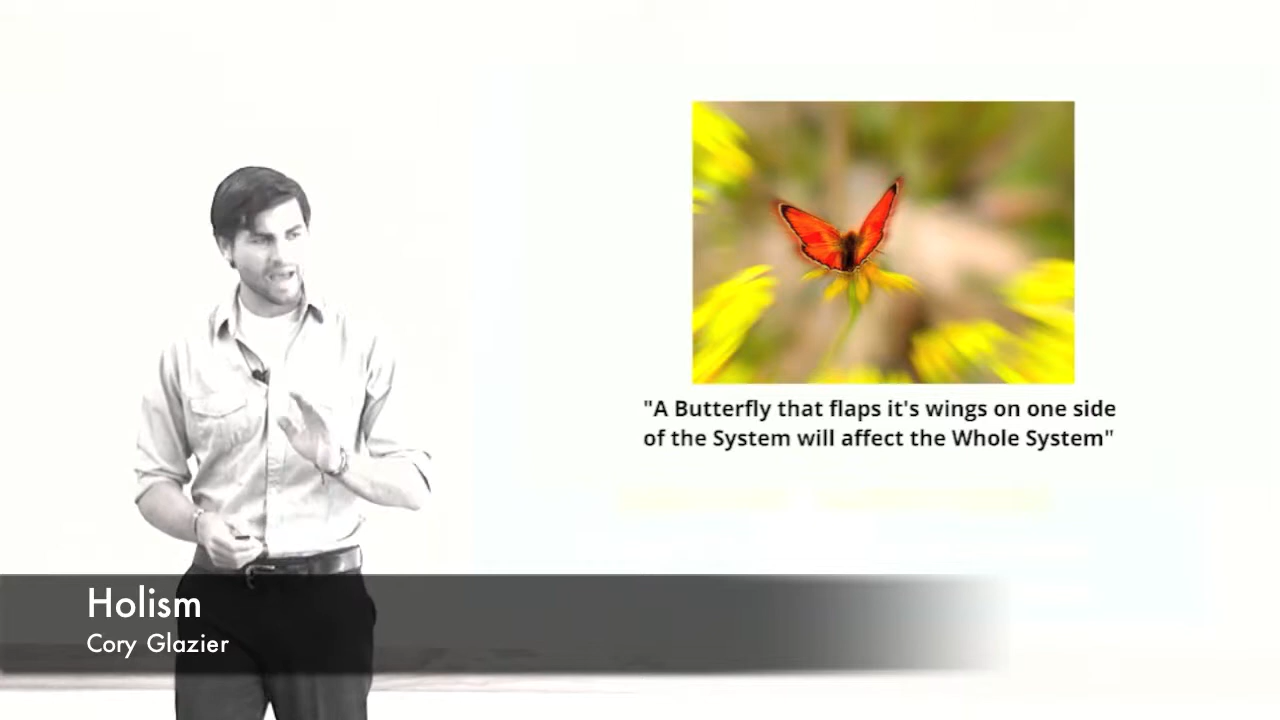 "A Butterfly that flaps it's wings on one side
of the System will affect the Whole System"
Holism
Cory Glazier